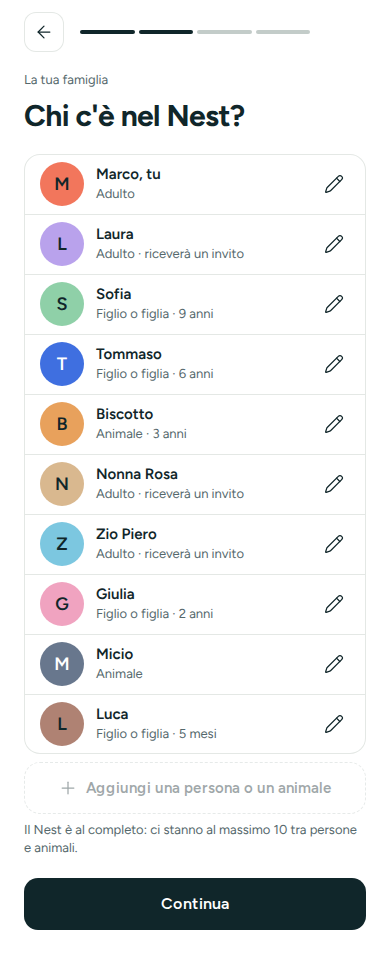 La tua famiglia
Chi c'è nel Nest?
M
Marco, tu
Adulto
L
Laura
Adulto · riceverà un invito
S
Sofia
Figlio o figlia · 9 anni
T
Tommaso
Figlio o figlia · 6 anni
B
Biscotto
Animale · 3 anni
N
Nonna Rosa
Adulto · riceverà un invito
Z
Zio Piero
Adulto · riceverà un invito
G
Giulia
Figlio o figlia · 2 anni
M
Micio
Animale
L
Luca
Figlio o figlia · 5 mesi
Aggiungi una persona o un animale
Il Nest è al completo: ci stanno al massimo 10 tra persone
e animali.
Continua